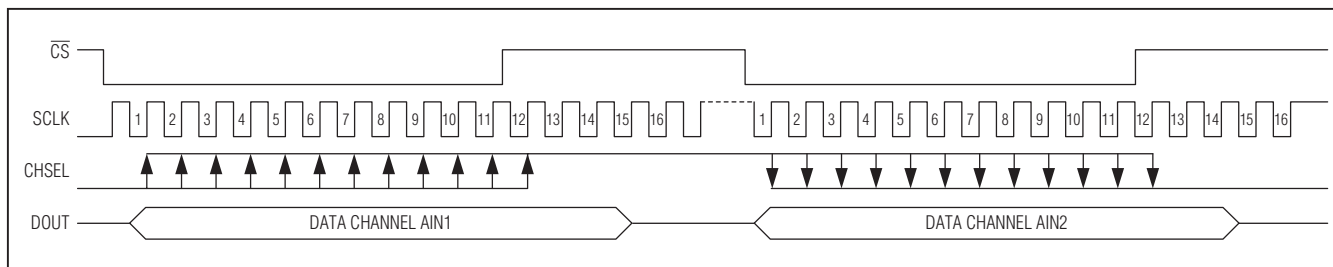 CS
SCLK 1 2 3 4 5 6 7 8 9 10 11 12 13 14 15 16 1 2 3 4 5 6 7 8 9 10 11 12 13 14 15 16
CHSEL
DOUT DATA CHANNEL AIN1 DATA CHANNEL AIN2